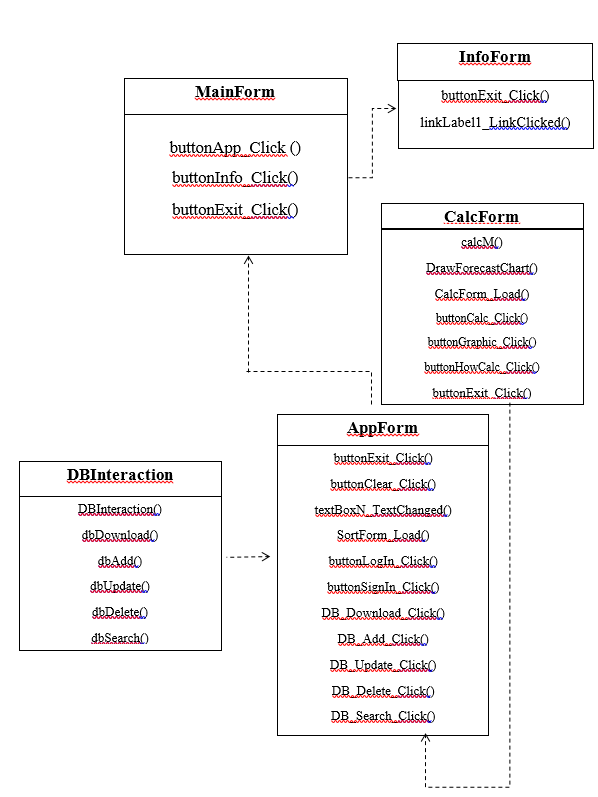 InfoForm
buttonExit_Click()
linkLabel1_LinkClicked()
MainForm
buttonApp_Click ()
buttonInfo_Click()
buttonExit_Click()
CalcForm
calcM()
DrawForecastChart()
CalcForm_Load()
buttonCalc_Click()
buttonGraphic_Click()
buttonHowCalc_Click()
buttonExit_Click()
AppForm
buttonExit_Click()
buttonClear_Click()
textBoxN_TextChanged()
SortForm_Load()
buttonLogIn_Click()
buttonSignIn_Click()
DB_Download_Click()
DB_Add_Click()
DB_Update_Click()
DB_Delete_Click()
DB_Search_Click()
DBInteraction
DBInteraction()
dbDownload()
dbAdd()
dbUpdate()
dbDelete()
dbSearch()